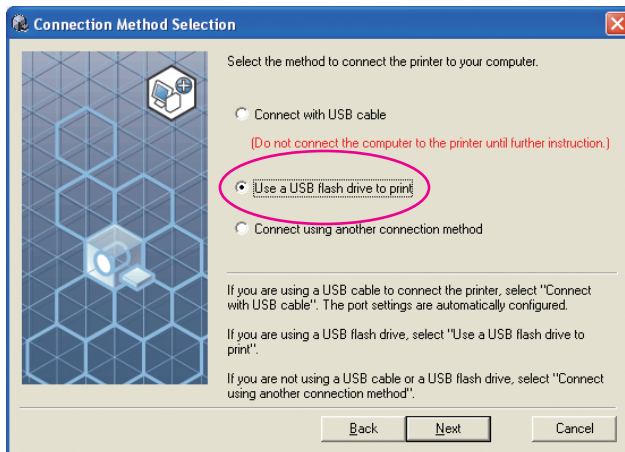 Connection Method Selection
Select the method to connect the printer to your computer.
Connect with USB cable
(Do not connect the computer to the printer until further instruction.)
Use a USB flash drive to print
Connect using another connection method
If you are using a USB cable to connect the printer, select "Connect
with USB cable". The port settings are automatically configured.
If you are using a USB flash drive, select "Use a USB flash drive to
print".
If you are not using a USB cable or a USB flash drive, select "Connect
using another connection method".
Back Next Cancel